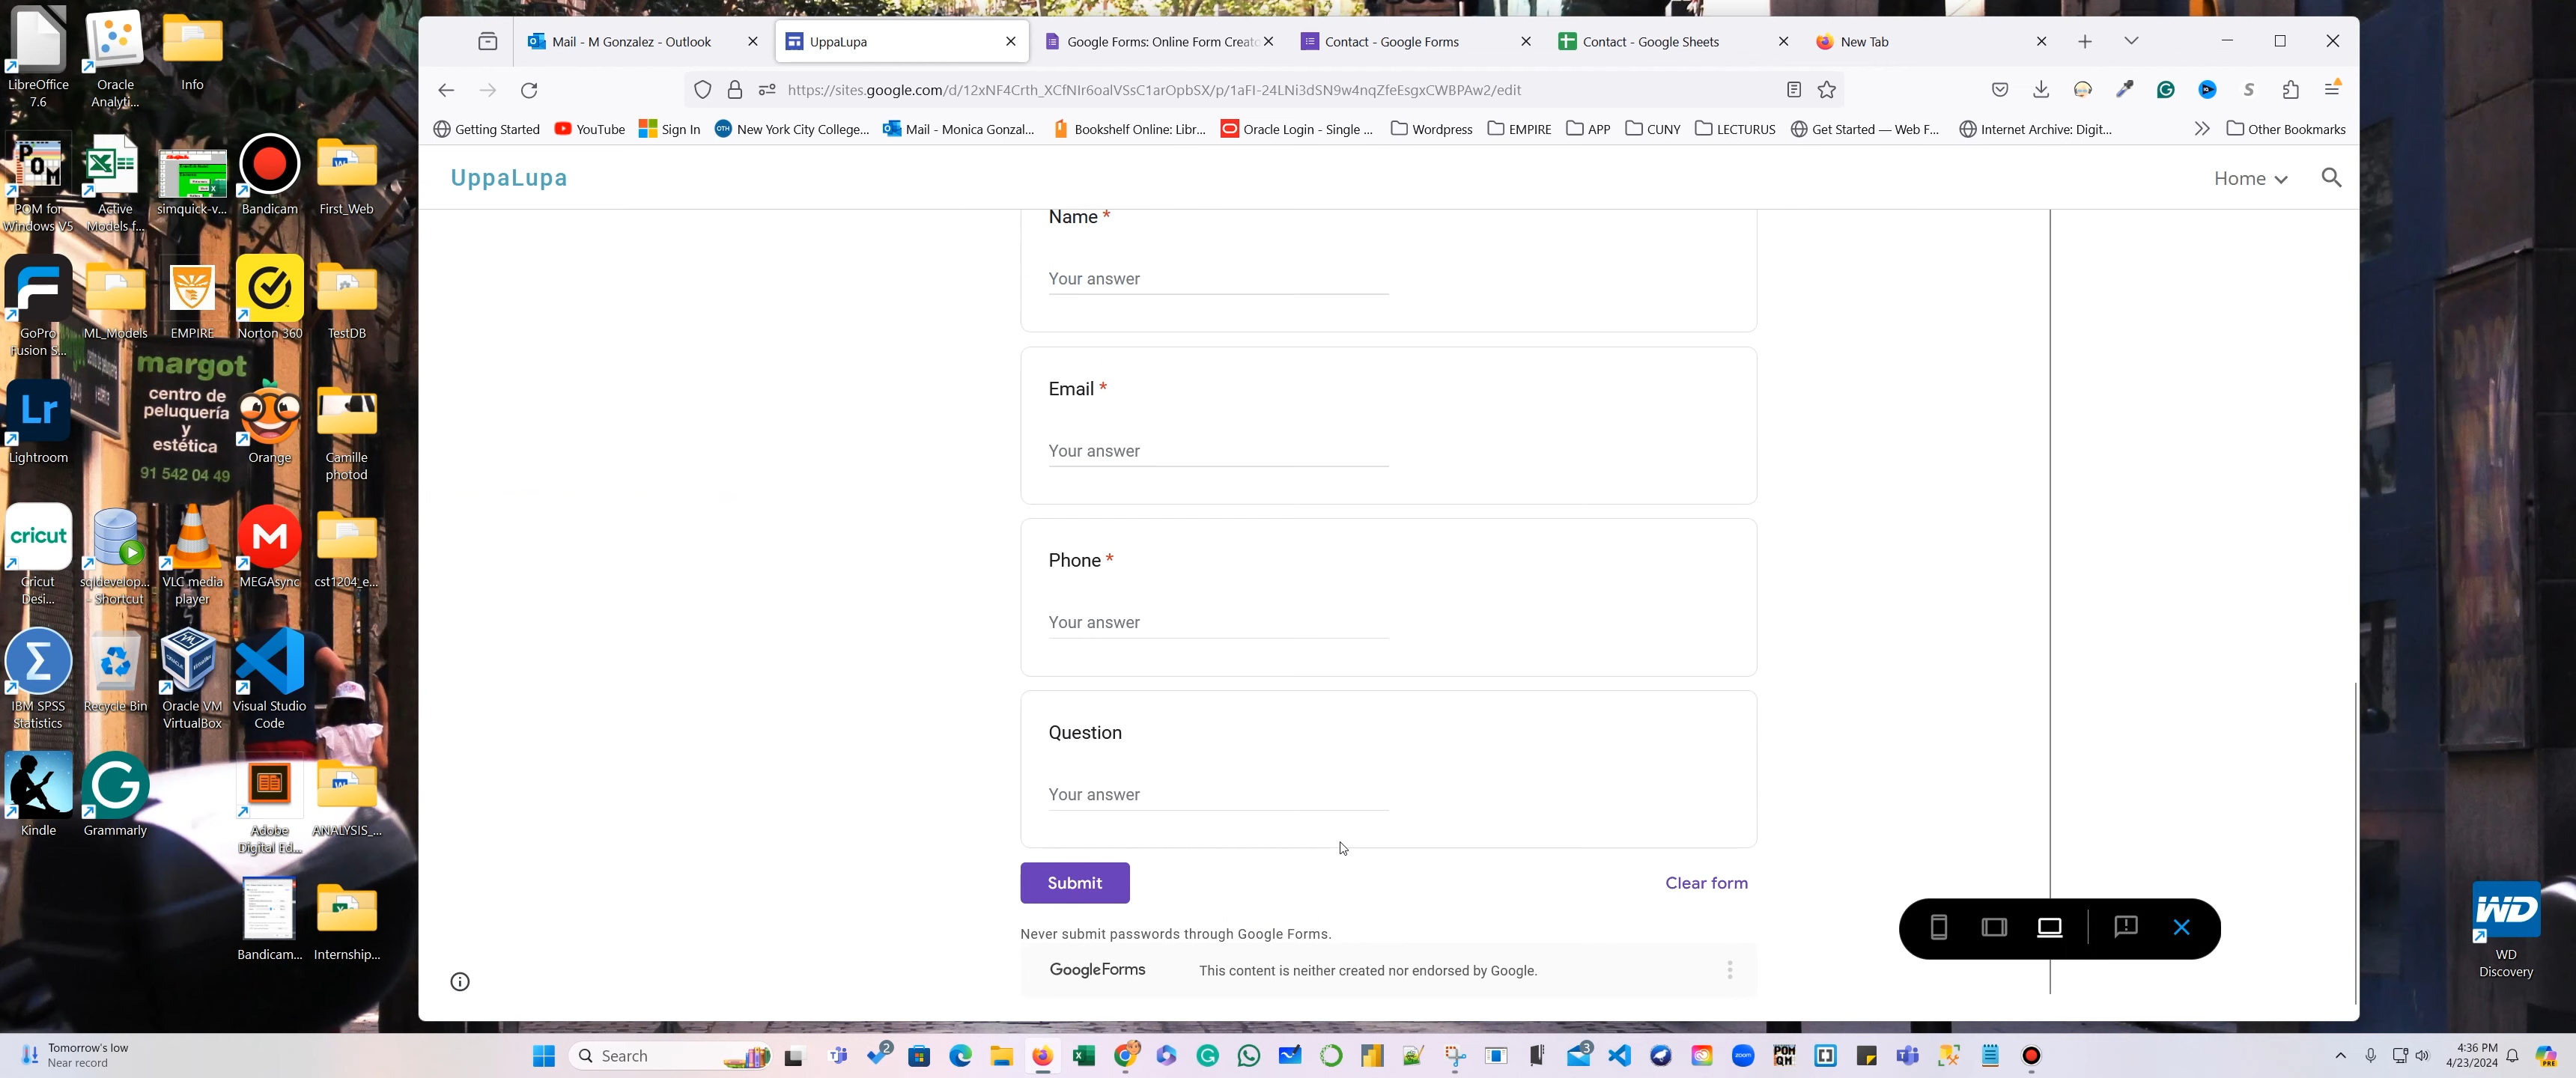 Mail - M Gonzalez - Outlook
UppaLupa
Google Forms: Online Form Creato
Contact - Google Forms
Contact - Google Sheets
New Tab
https://sites.google.com/d/12xNF4Crth_XCfNIr6oalVSsC1arOpbSX/p/1aFI-24LNi3dSN9w4nqZfeEsgxCWBPAw2/edit
Getting Started
YouTube
Sign In
New York City College...
Mail - Monica Gonzal...
Bookshelf Online: Libr...
Oracle Login - Single ...
Wordpress
EMPIRE
APP
CUNY
LECTURUS
Get Started — Web F...
Internet Archive: Digit...
Other Bookmarks
UppaLupa
Home
Name *
Your answer
Email *
Your answer
Phone *
Your answer
Question
Your answer
Submit
Clear form
Never submit passwords through Google Forms.
Google Forms
This content is neither created nor endorsed by Google.
LibreOffice
7.6
Oracle
Analyti...
Info
POM for
Windows V5
Active
Models f...
simquick-v...
Bandicam
First_Web
GoPro
Fusion S...
ML_Models
EMPIRE
Norton 360
TestDB
margot
centro de
peluquería
y
estética
91 542 04 49
Lr
Lightroom
Orange
Camille
photod
cricut
Cricut
Desi...
sqldevelop...
- Shortcut
VLC media
player
MEGAsync
cst1204_e...
IBM SPSS
Statistics
Recycle Bin
Oracle VM
VirtualBox
Visual Studio
Code
Kindle
Grammarly
Adobe
Digital Ed...
ANALYSIS_...
Bandicam...
Internship...
WD
WD
Discovery
Tomorrow's low
Near record
Search
2
3
zoom
4:36 PM
4/23/2024